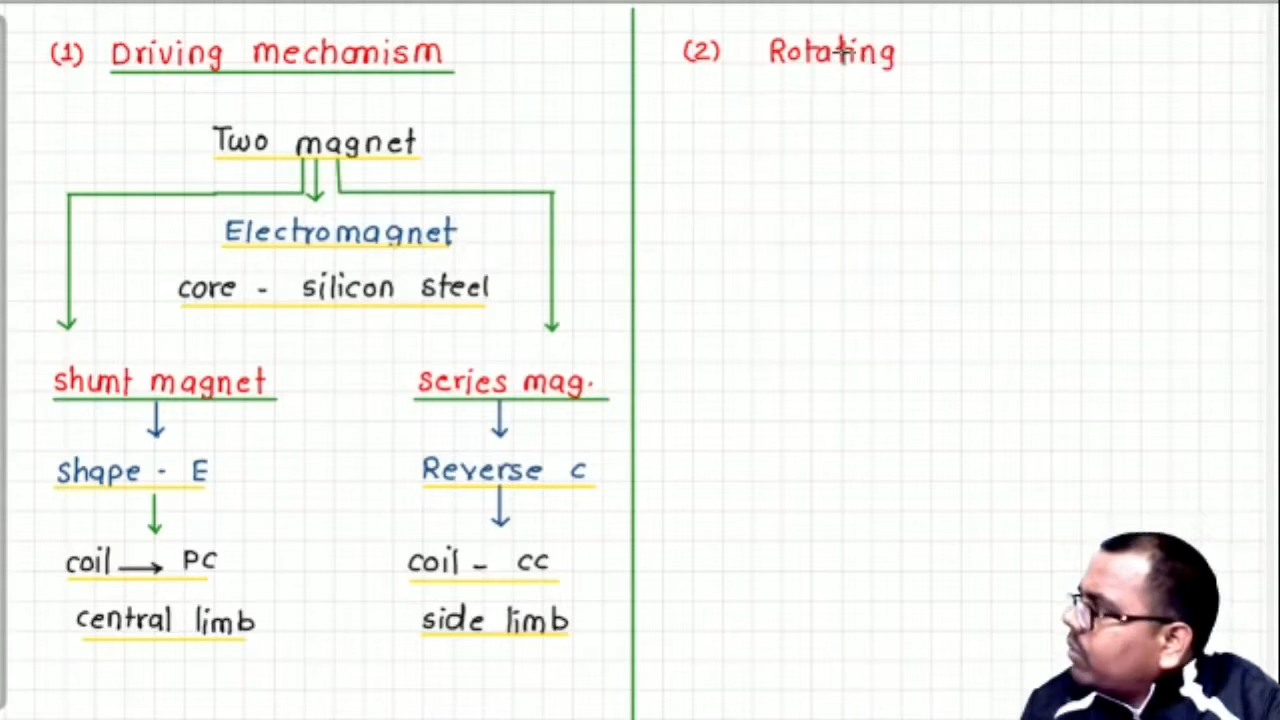 (1) Driving mechanism
Two magnet
Electromagnet
core - silicon steel
shunt magnet
shape - E
coil → PC
central limb
series mag.
Reverse c
coil - cc
side limb
(2) Rotating